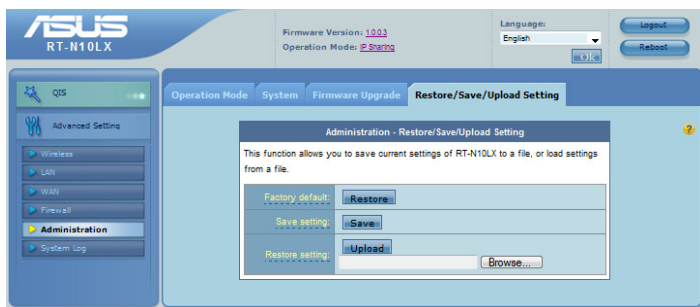 ASUS
RT-N10LX
Firmware Version: 1.0.0.3
Operation Mode: IP Sharing
Language:
English
OK
Logout
Reboot
QIS
Advanced Setting
Wireless
LAN
WAN
Firewall
Administration
System Log
Operation Mode
System
Firmware Upgrade
Restore/Save/Upload Setting
Administration - Restore/Save/Upload Setting
This function allows you to save current settings of RT-N10LX to a file, or load settings
from a file.
Factory default:
Restore
Save setting:
Save
Restore setting:
Upload
Browse...
?